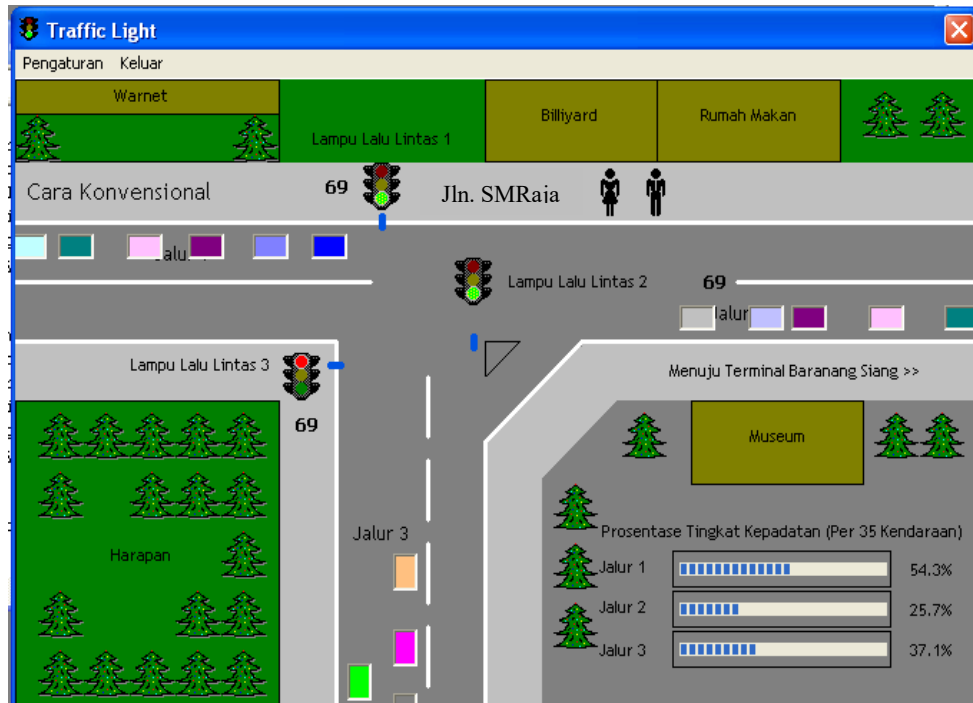 Traffic Light
Pengaturan Keluar
Warnet
Billiyard
Rumah Makan
Lampu Lalu Lintas 1
Cara Konvensional
69
Jln. SMRaja
Lampu Lalu Lintas 2
69
Jalur
Lampu Lalu Lintas 3
69
Menuju Terminal Baranang Siang >>
Museum
Jalur 3
Harapan
Prosentase Tingkat Kepadatan (Per 35 Kendaraan)
Jalur 1 54.3%
Jalur 2 25.7%
Jalur 3 37.1%